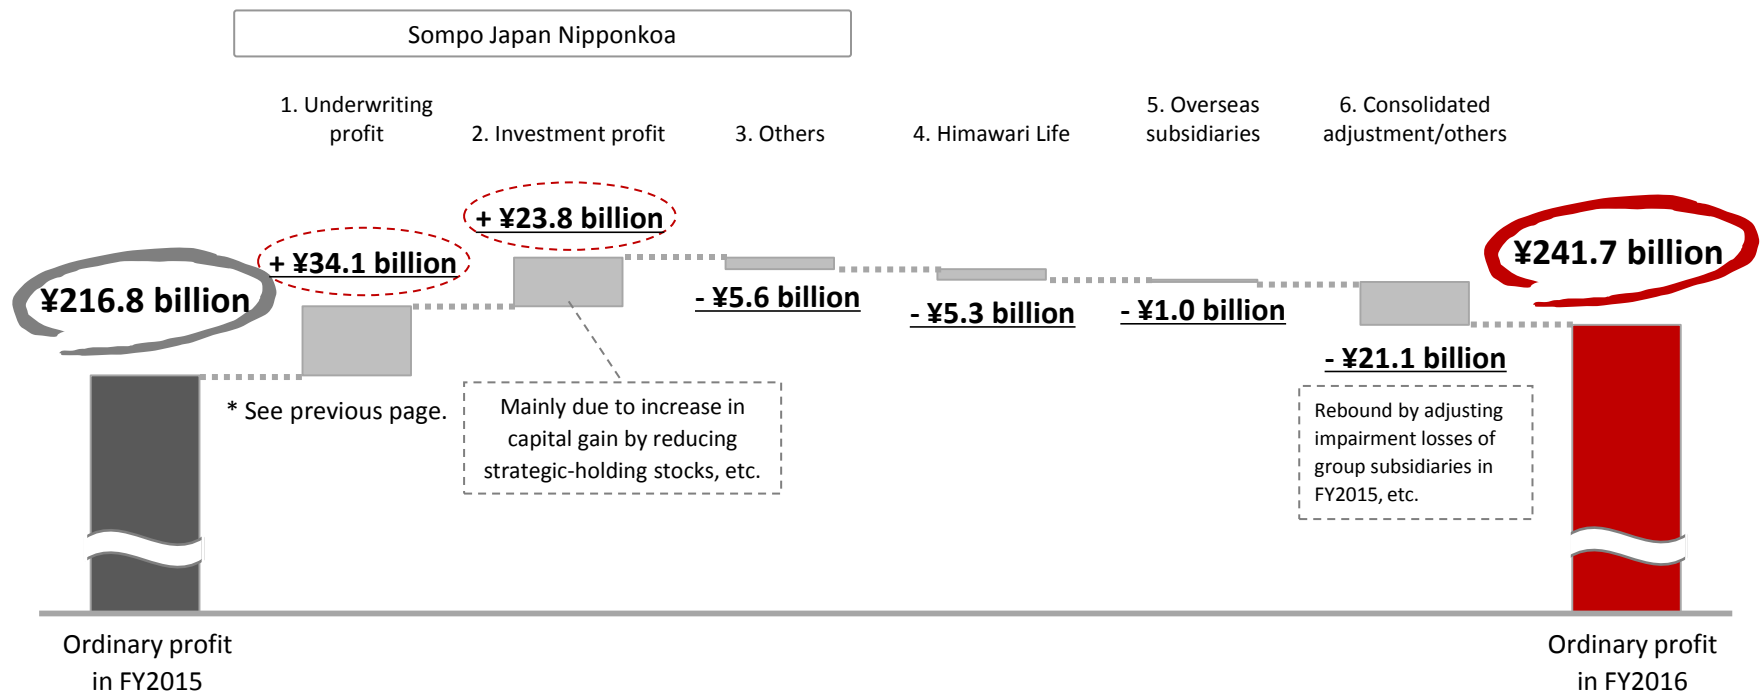 Sompo Japan Nipponkoa
1. Underwriting
profit
2. Investment profit
3. Others
4. Himawari Life
5. Overseas
subsidiaries
6. Consolidated
adjustment/others
¥216.8 billion
+ ¥34.1 billion
+ ¥23.8 billion
- ¥5.6 billion
- ¥5.3 billion
- ¥1.0 billion
- ¥21.1 billion
¥241.7 billion
* See previous page.
Mainly due to increase in
capital gain by reducing
strategic-holding stocks, etc.
Rebound by adjusting
impairment losses of
group subsidiaries in
FY2015, etc.
Ordinary profit
in FY2015
Ordinary profit
in FY2016